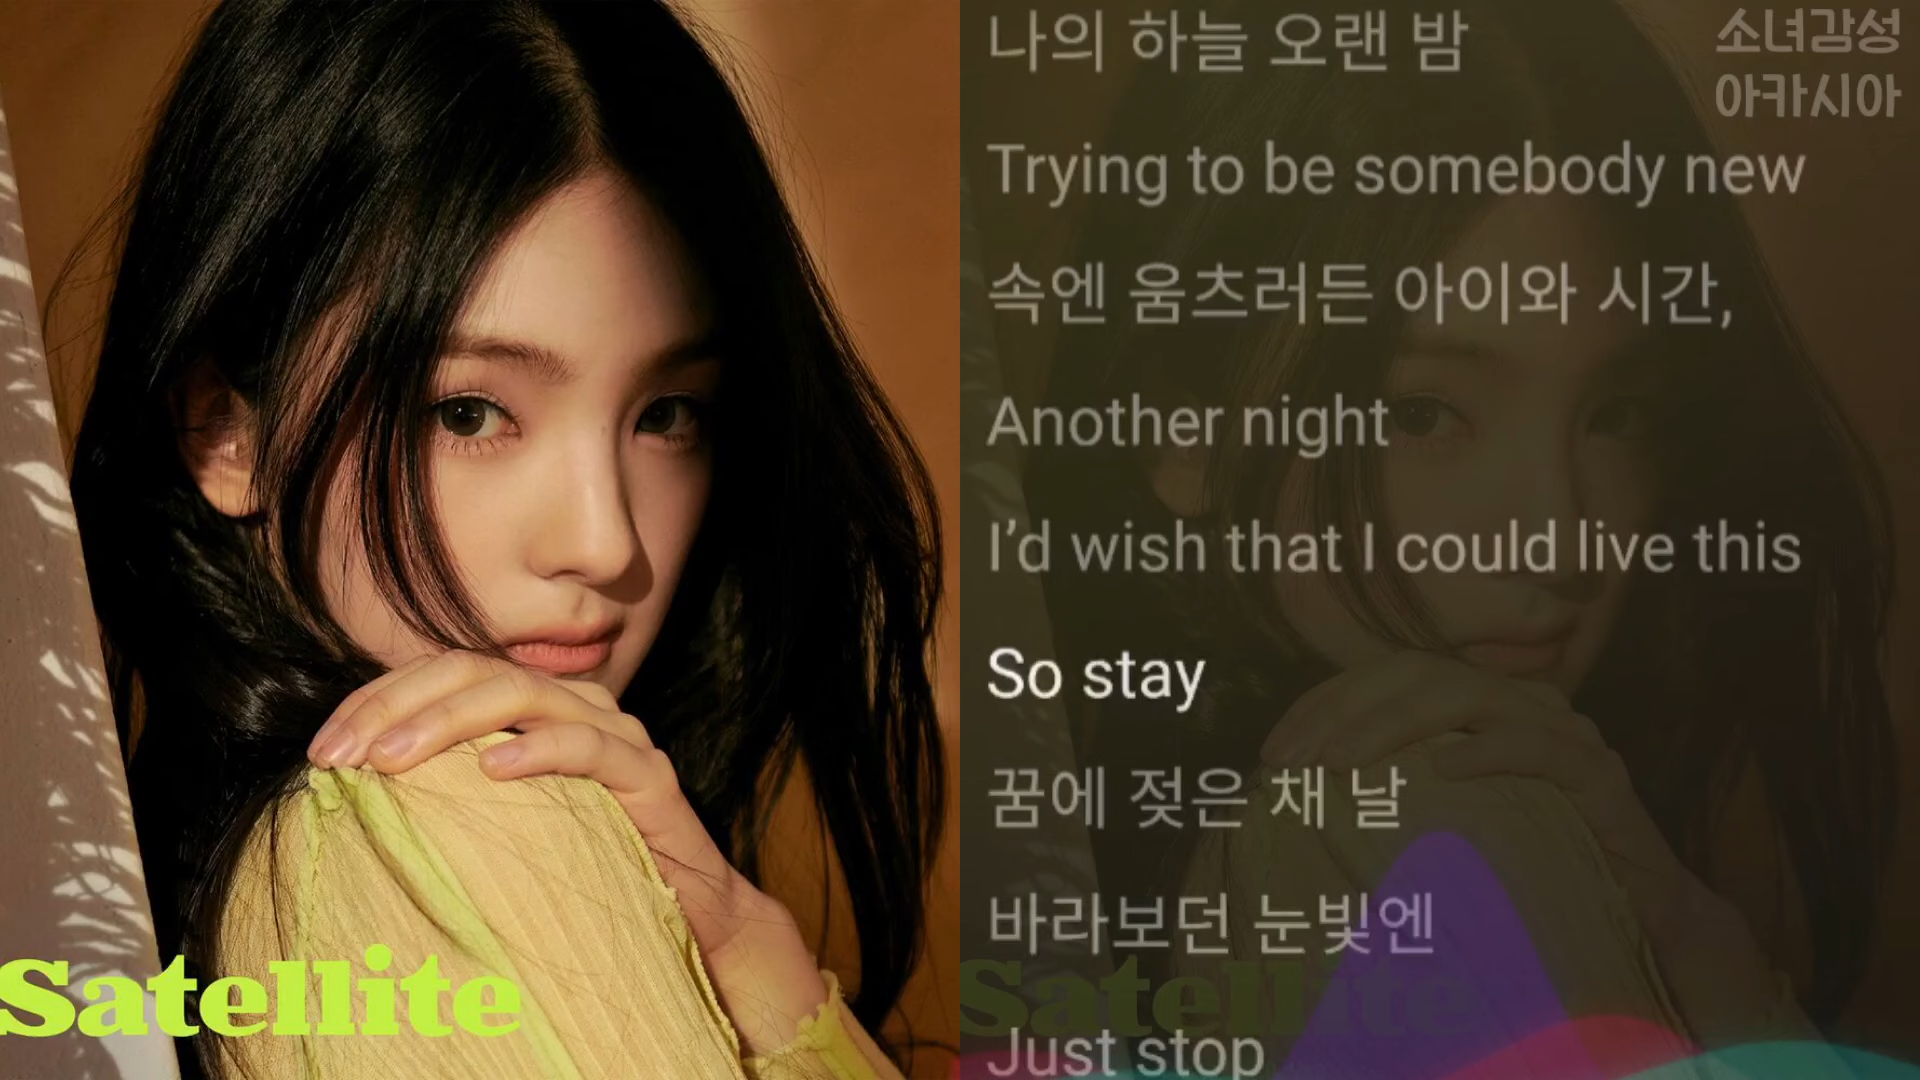 Satellite
소녀감성
아카시아
나의 하늘 오랜 밤
Trying to be somebody new
속엔 움츠러든 아이와 시간,
Another night
I’d wish that I could live this
So stay
꿈에 젖은 채 날
바라보던 눈빛엔
Satellite
Just stop